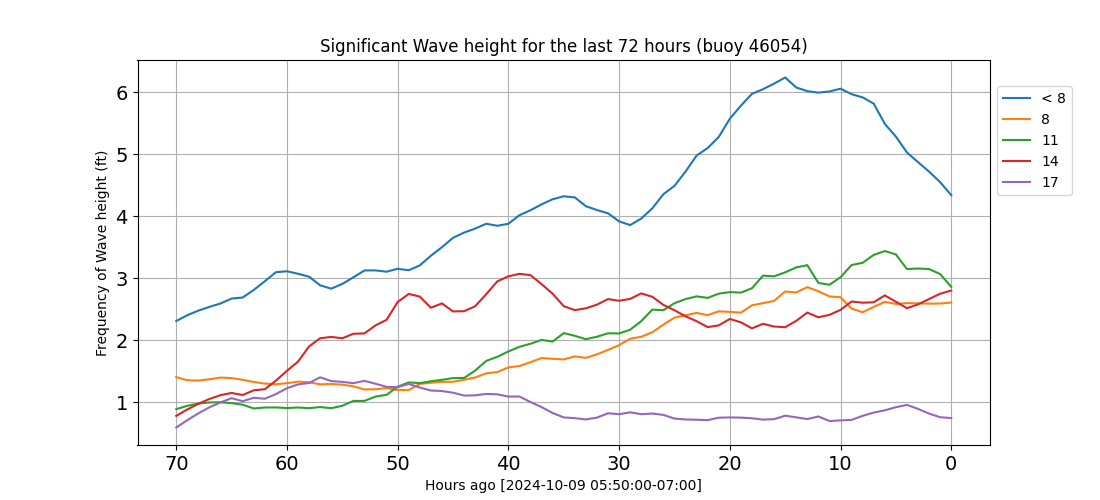 Significant Wave height for the last 72 hours (buoy 46054)
Frequency of Wave height (ft)
6
5
4
3
2
1
70 60 50 40 30 20 10 0
Hours ago [2024-10-09 05:50:00-07:00]
< 8
8
11
14
17